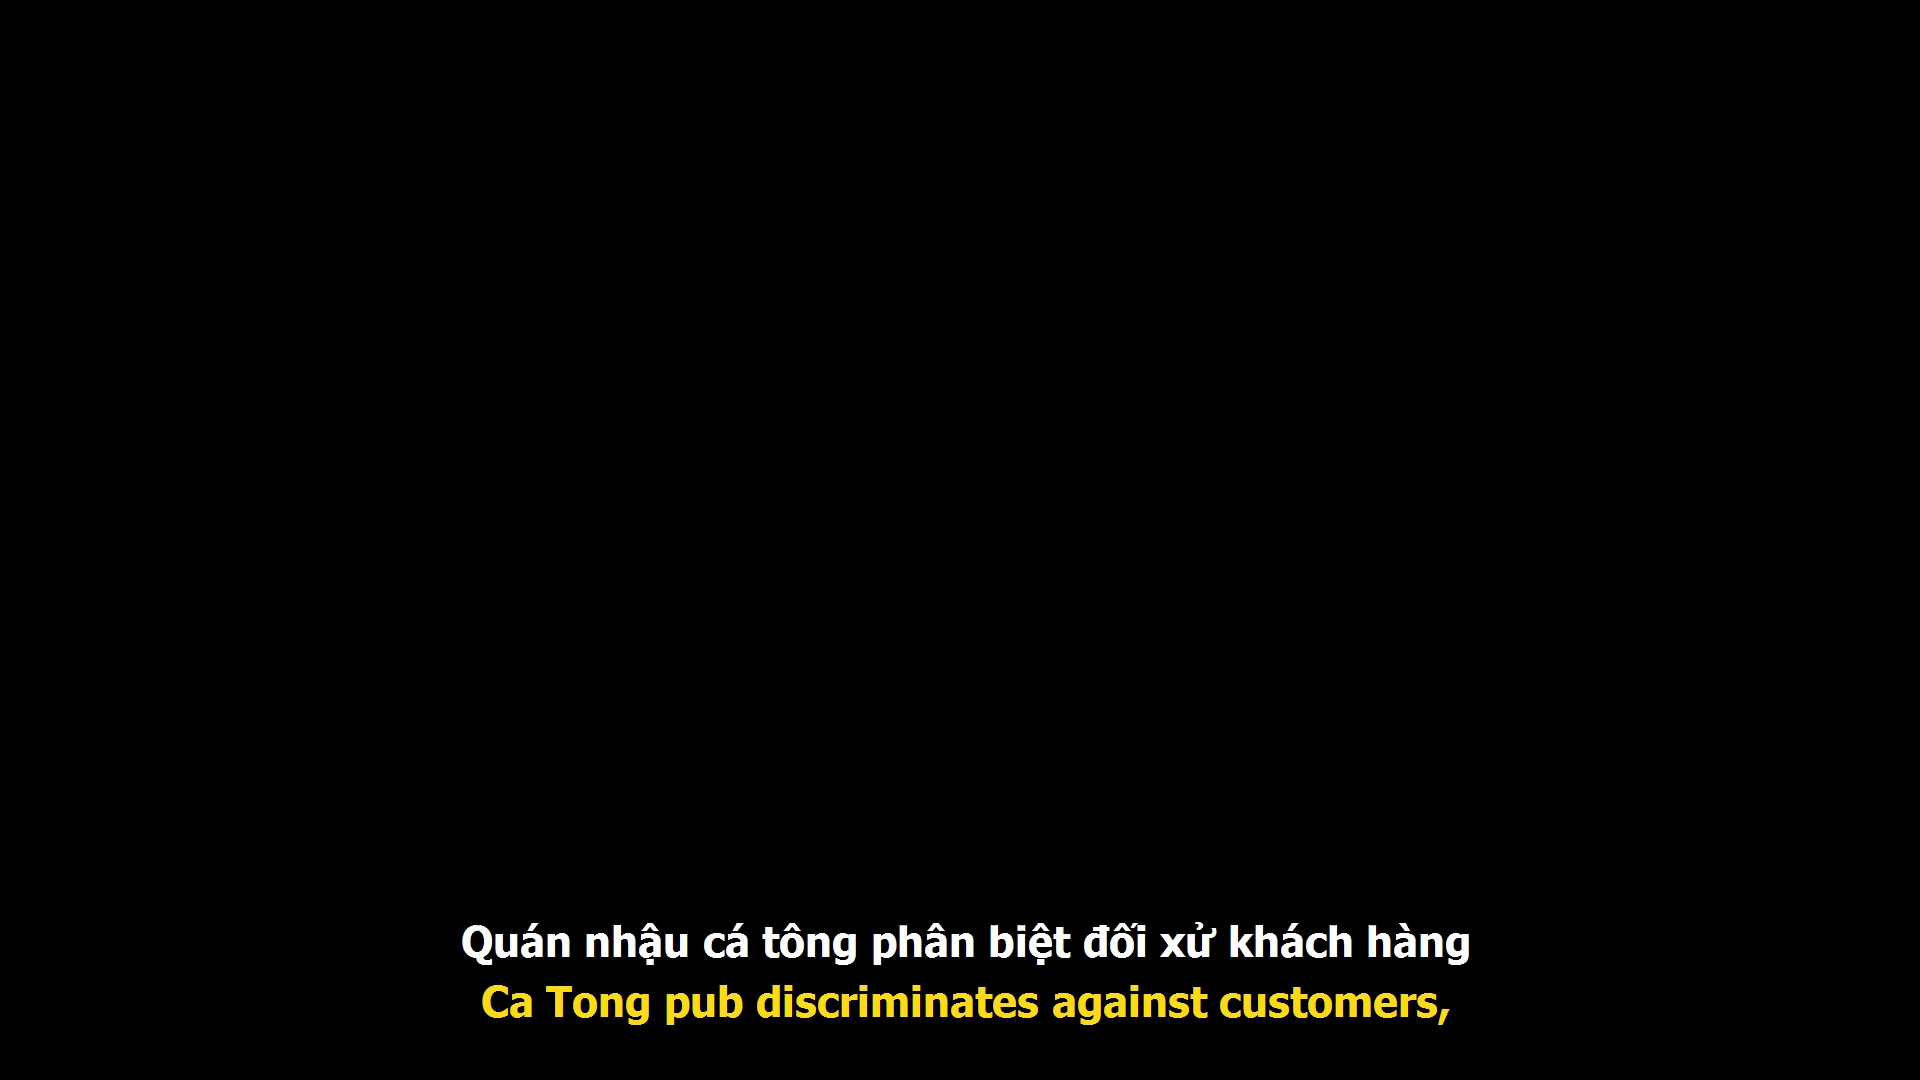 Quán nhậu cá tông phân biệt đối xử khách hàng
Ca Tong pub discriminates against customers,